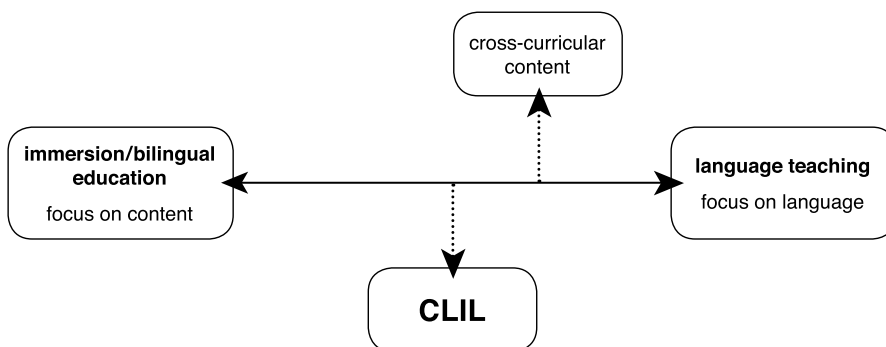 cross-curricular
content
immersion/bilingual
education
focus on content
language teaching
focus on language
CLIL